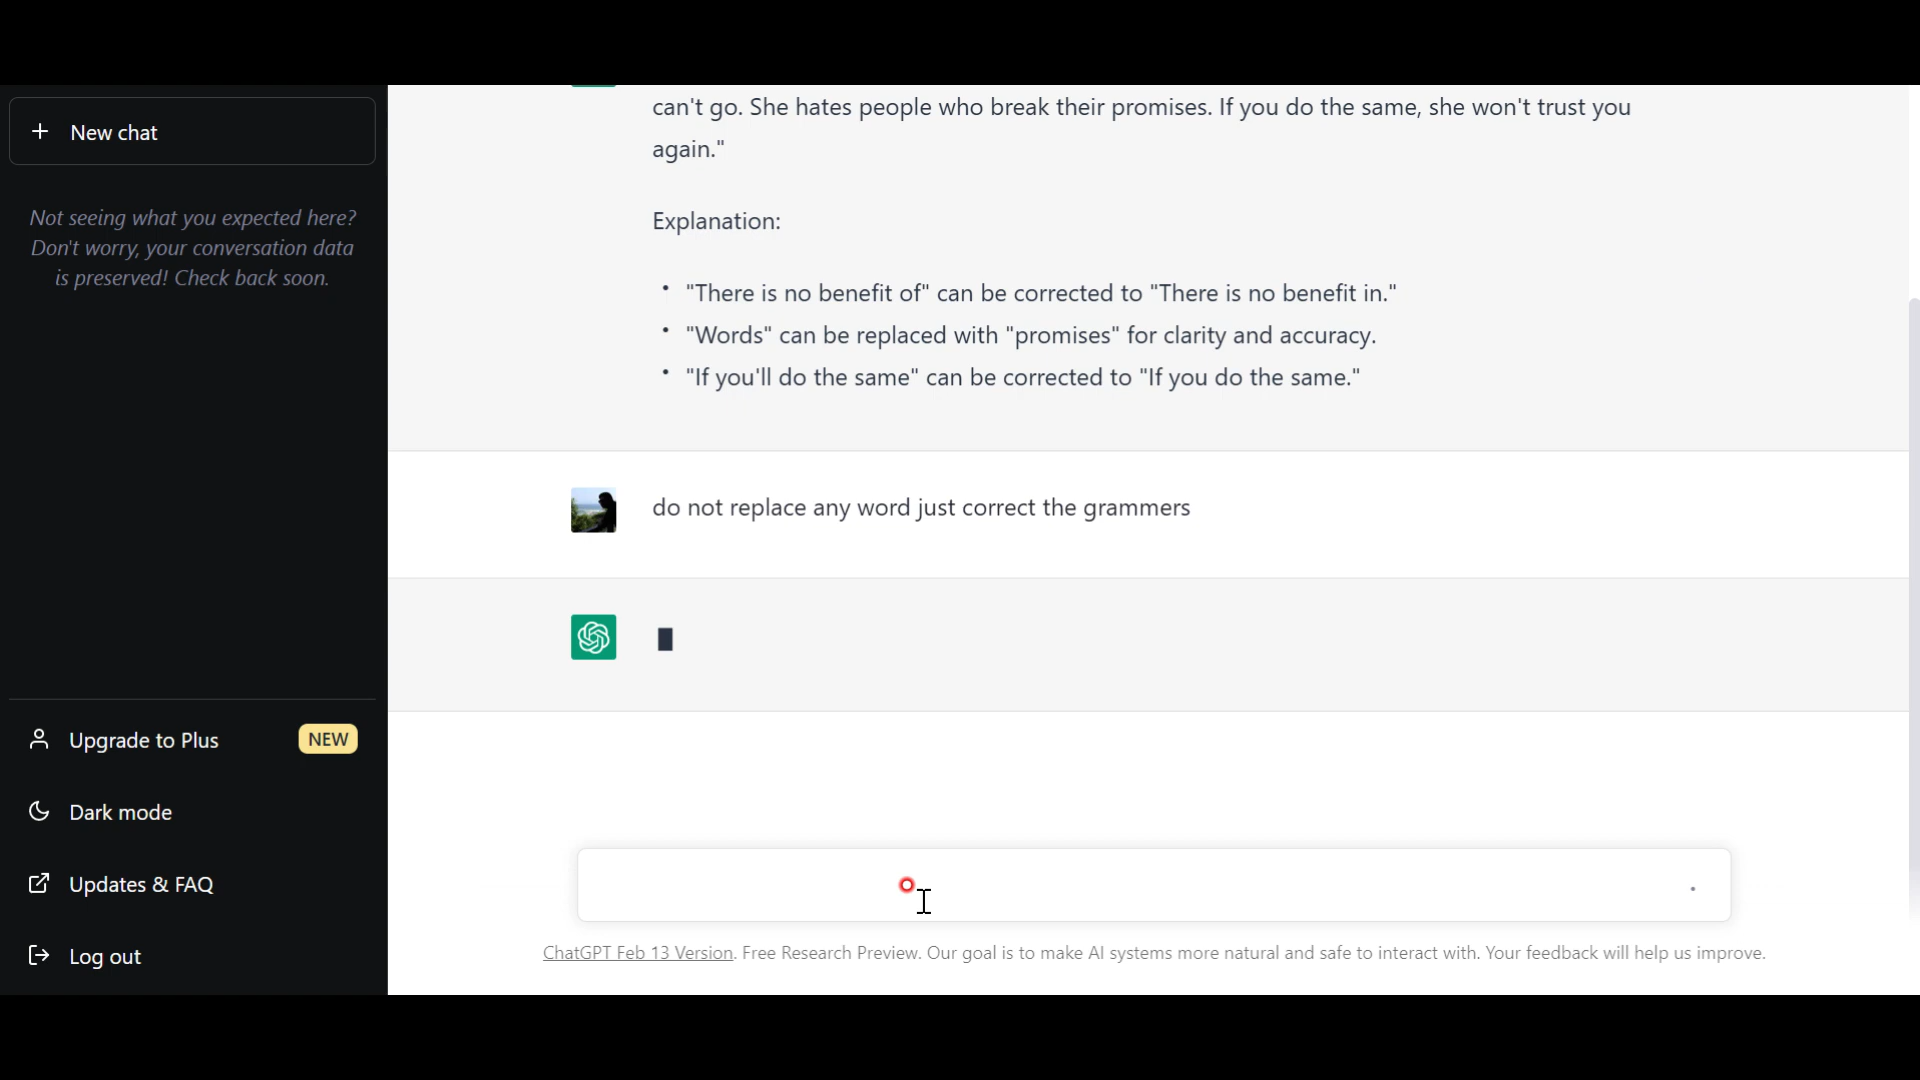 New chat
Not seeing what you expected here?
Don't worry, your conversation data
is preserved! Check back soon.
Upgrade to Plus NEW
Dark mode
Updates & FAQ
Log out
can't go. She hates people who break their promises. If you do the same, she won't trust you
again."
Explanation:
• "There is no benefit of" can be corrected to "There is no benefit in."
• "Words" can be replaced with "promises" for clarity and accuracy.
• "If you'll do the same" can be corrected to "If you do the same."
do not replace any word just correct the grammers
ChatGPT Feb 13 Version. Free Research Preview. Our goal is to make AI systems more natural and safe to interact with. Your feedback will help us improve.